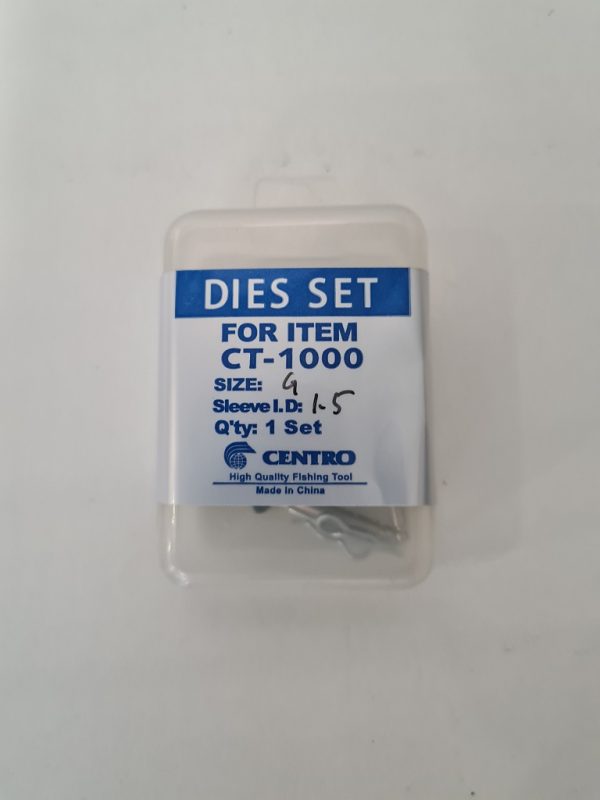 DIES SET
FOR ITEM
CT-1000
SIZE: G
Sleeve I.D: 1.5
Q'ty: 1 Set
CENTRO
High Quality Fishing Tool
Made in China